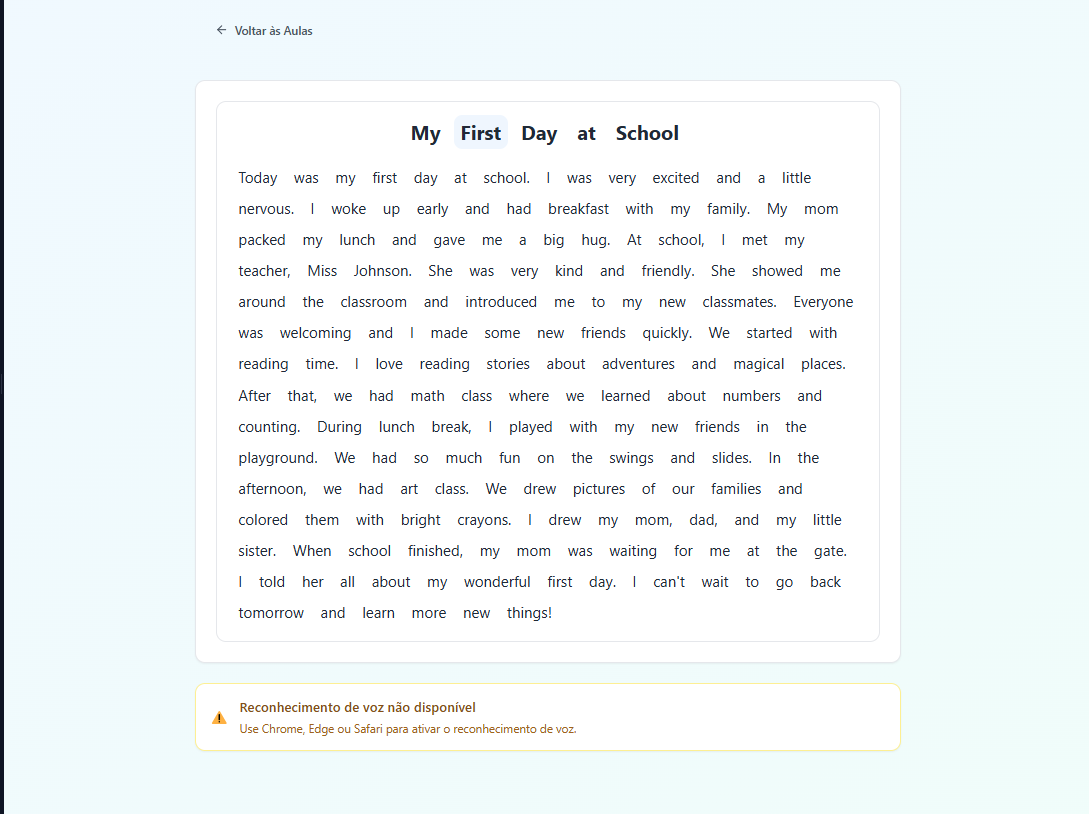 ← Voltar às Aulas
My First Day at School
Today was my first day at school. I was very excited and a little
nervous. I woke up early and had breakfast with my family. My mom
packed my lunch and gave me a big hug. At school, I met my
teacher, Miss Johnson. She was very kind and friendly. She showed me
around the classroom and introduced me to my new classmates. Everyone
was welcoming and I made some new friends quickly. We started with
reading time. I love reading stories about adventures and magical places.
After that, we had math class where we learned about numbers and
counting. During lunch break, I played with my new friends in the
playground. We had so much fun on the swings and slides. In the
afternoon, we had art class. We drew pictures of our families and
colored them with bright crayons. I drew my mom, dad, and my little
sister. When school finished, my mom was waiting for me at the gate.
I told her all about my wonderful first day. I can't wait to go back
tomorrow and learn more new things!
Reconhecimento de voz não disponível
Use Chrome, Edge ou Safari para ativar o reconhecimento de voz.